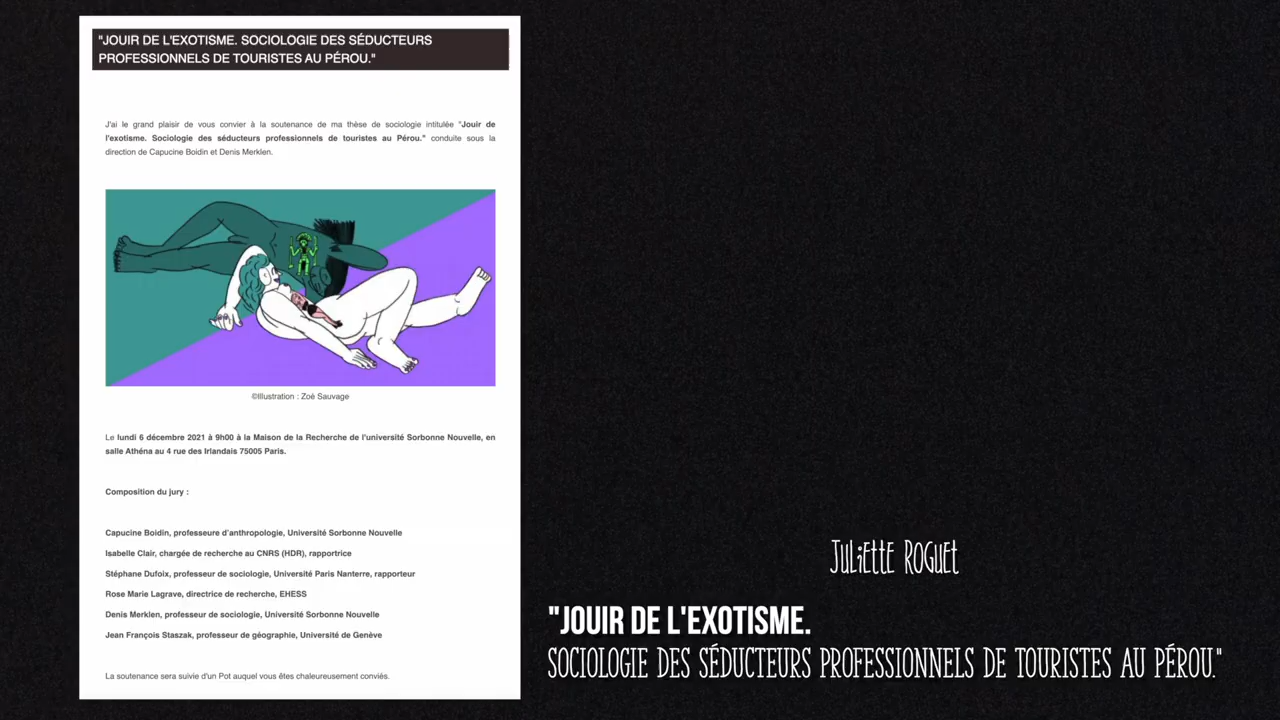 "JOUIR DE L'EXOTISME. SOCIOLOGIE DES SÉDUCTEURS
PROFESSIONNELS DE TOURISTES AU PÉROU."
J'ai le grand plaisir de vous convier à la soutenance de ma thèse de sociologie intitulée "Jouir de
l'exotisme. Sociologie des séducteurs professionnels de touristes au Pérou." conduite sous la
direction de Capucine Boidin et Denis Merklen.
©Illustration : Zoé Sauvage
Le lundi 6 décembre 2021 à 9h00 à la Maison de la Recherche de l'université Sorbonne Nouvelle, en
salle Athéna au 4 rue des Irlandais 75005 Paris.
Composition du jury :
Capucine Boidin, professeure d'anthropologie, Université Sorbonne Nouvelle
Isabelle Clair, chargée de recherche au CNRS (HDR), rapportrice
Stéphane Dufoix, professeur de sociologie, Université Paris Nanterre, rapporteur
Rose Marie Lagrave, directrice de recherche, EHESS
Denis Merklen, professeur de sociologie, Université Sorbonne Nouvelle
Jean François Staszak, professeur de géographie, Université de Genève
La soutenance sera suivie d'un Pot auquel vous êtes chaleureusement conviés.
JULiETTE ROGUET
"JOUIR DE L'EXOTISME.
SOCIOLOGIE DES SÉDUCTEURS PROFESSIONNELS DE TOURISTES AU PÉROU."